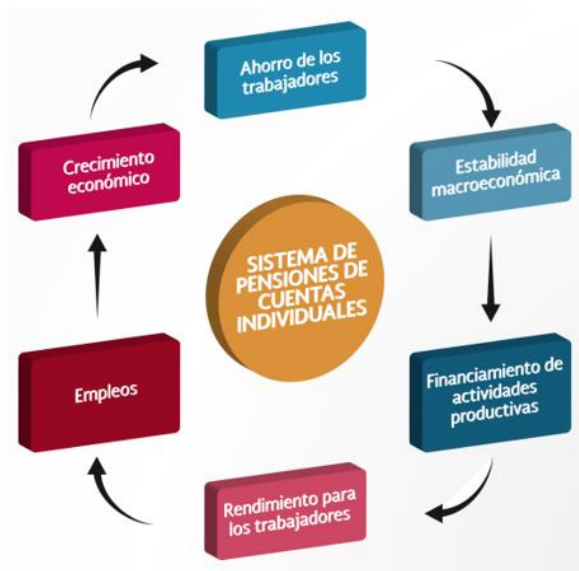 Ahorro de los
trabajadores
Estabilidad
macroeconómica
Financiamiento de
actividades
productivas
Rendimiento para
los trabajadores
Empleos
Crecimiento
económico
SISTEMA DE
PENSIONES DE
CUENTAS
INDIVIDUALES